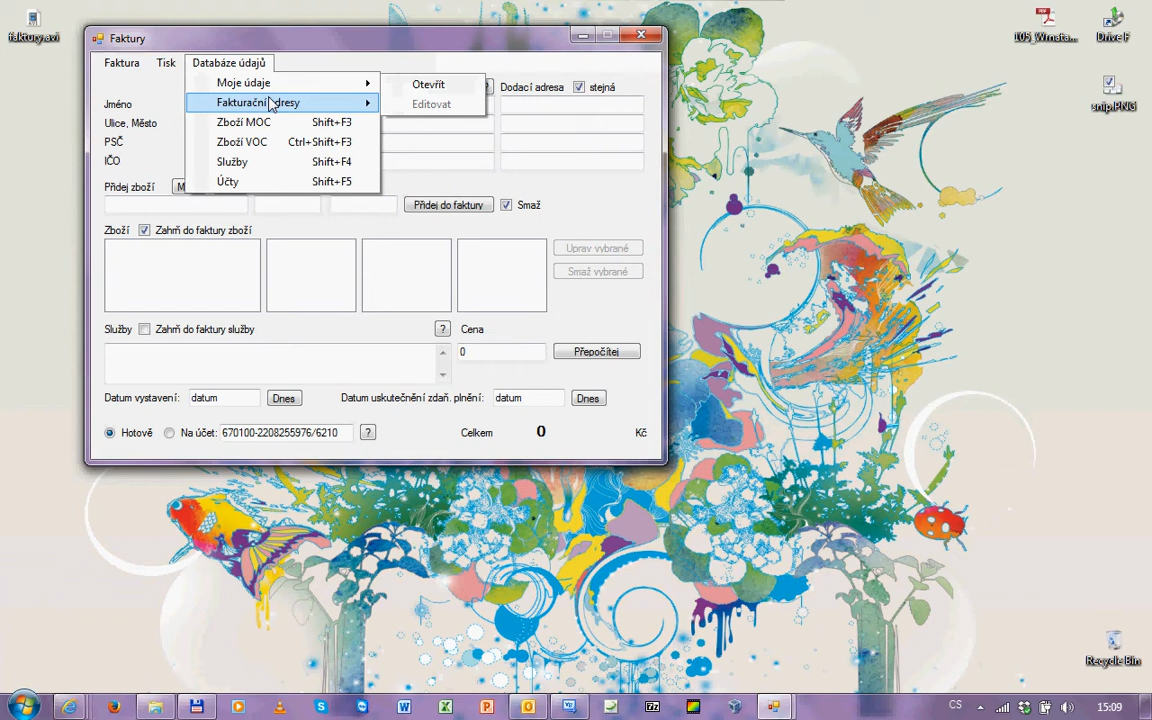 faktury.avi
105_Wrnata...
Drive F
snip.PNG
Faktury
Faktura Tisk Databáze údajů
Moje údaje
Fakturační adresy
Zboží MOC Shift+F3
Zboží VOC Ctrl+Shift+F3
Služby Shift+F4
Účty Shift+F5
Otevřít
Editovat
Dodací adresa stejná
Jméno
Ulice, Město
PSČ
IČO
Přidej zboží M
Přidej do faktury Smaž
Zboží Zahrň do faktury zboží
Uprav vybrané
Smaž vybrané
Služby Zahrň do faktury služby ? Cena
0 Přepočítej
Datum vystavení: datum Dnes Datum uskutečnění zdaň. plnění: datum Dnes
Hotově Na účet: 670100-2208255976/6210 ? Celkem 0 Kč
Recycle Bin
CS 15:09